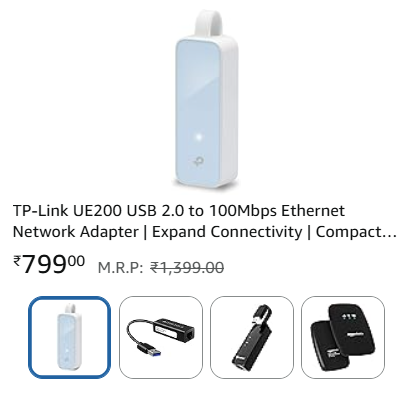 TP-Link UE200 USB 2.0 to 100Mbps Ethernet
Network Adapter | Expand Connectivity | Compact...
₹79900 M.R.P: ₹1,399.00